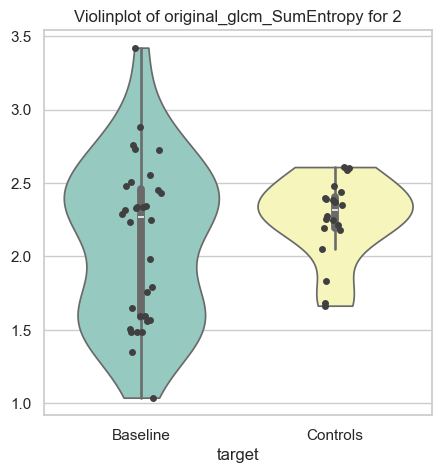 Violinplot of original_glcm_SumEntropy for 2
3.5
3.0
2.5
2.0
1.5
1.0
Baseline
Controls
target